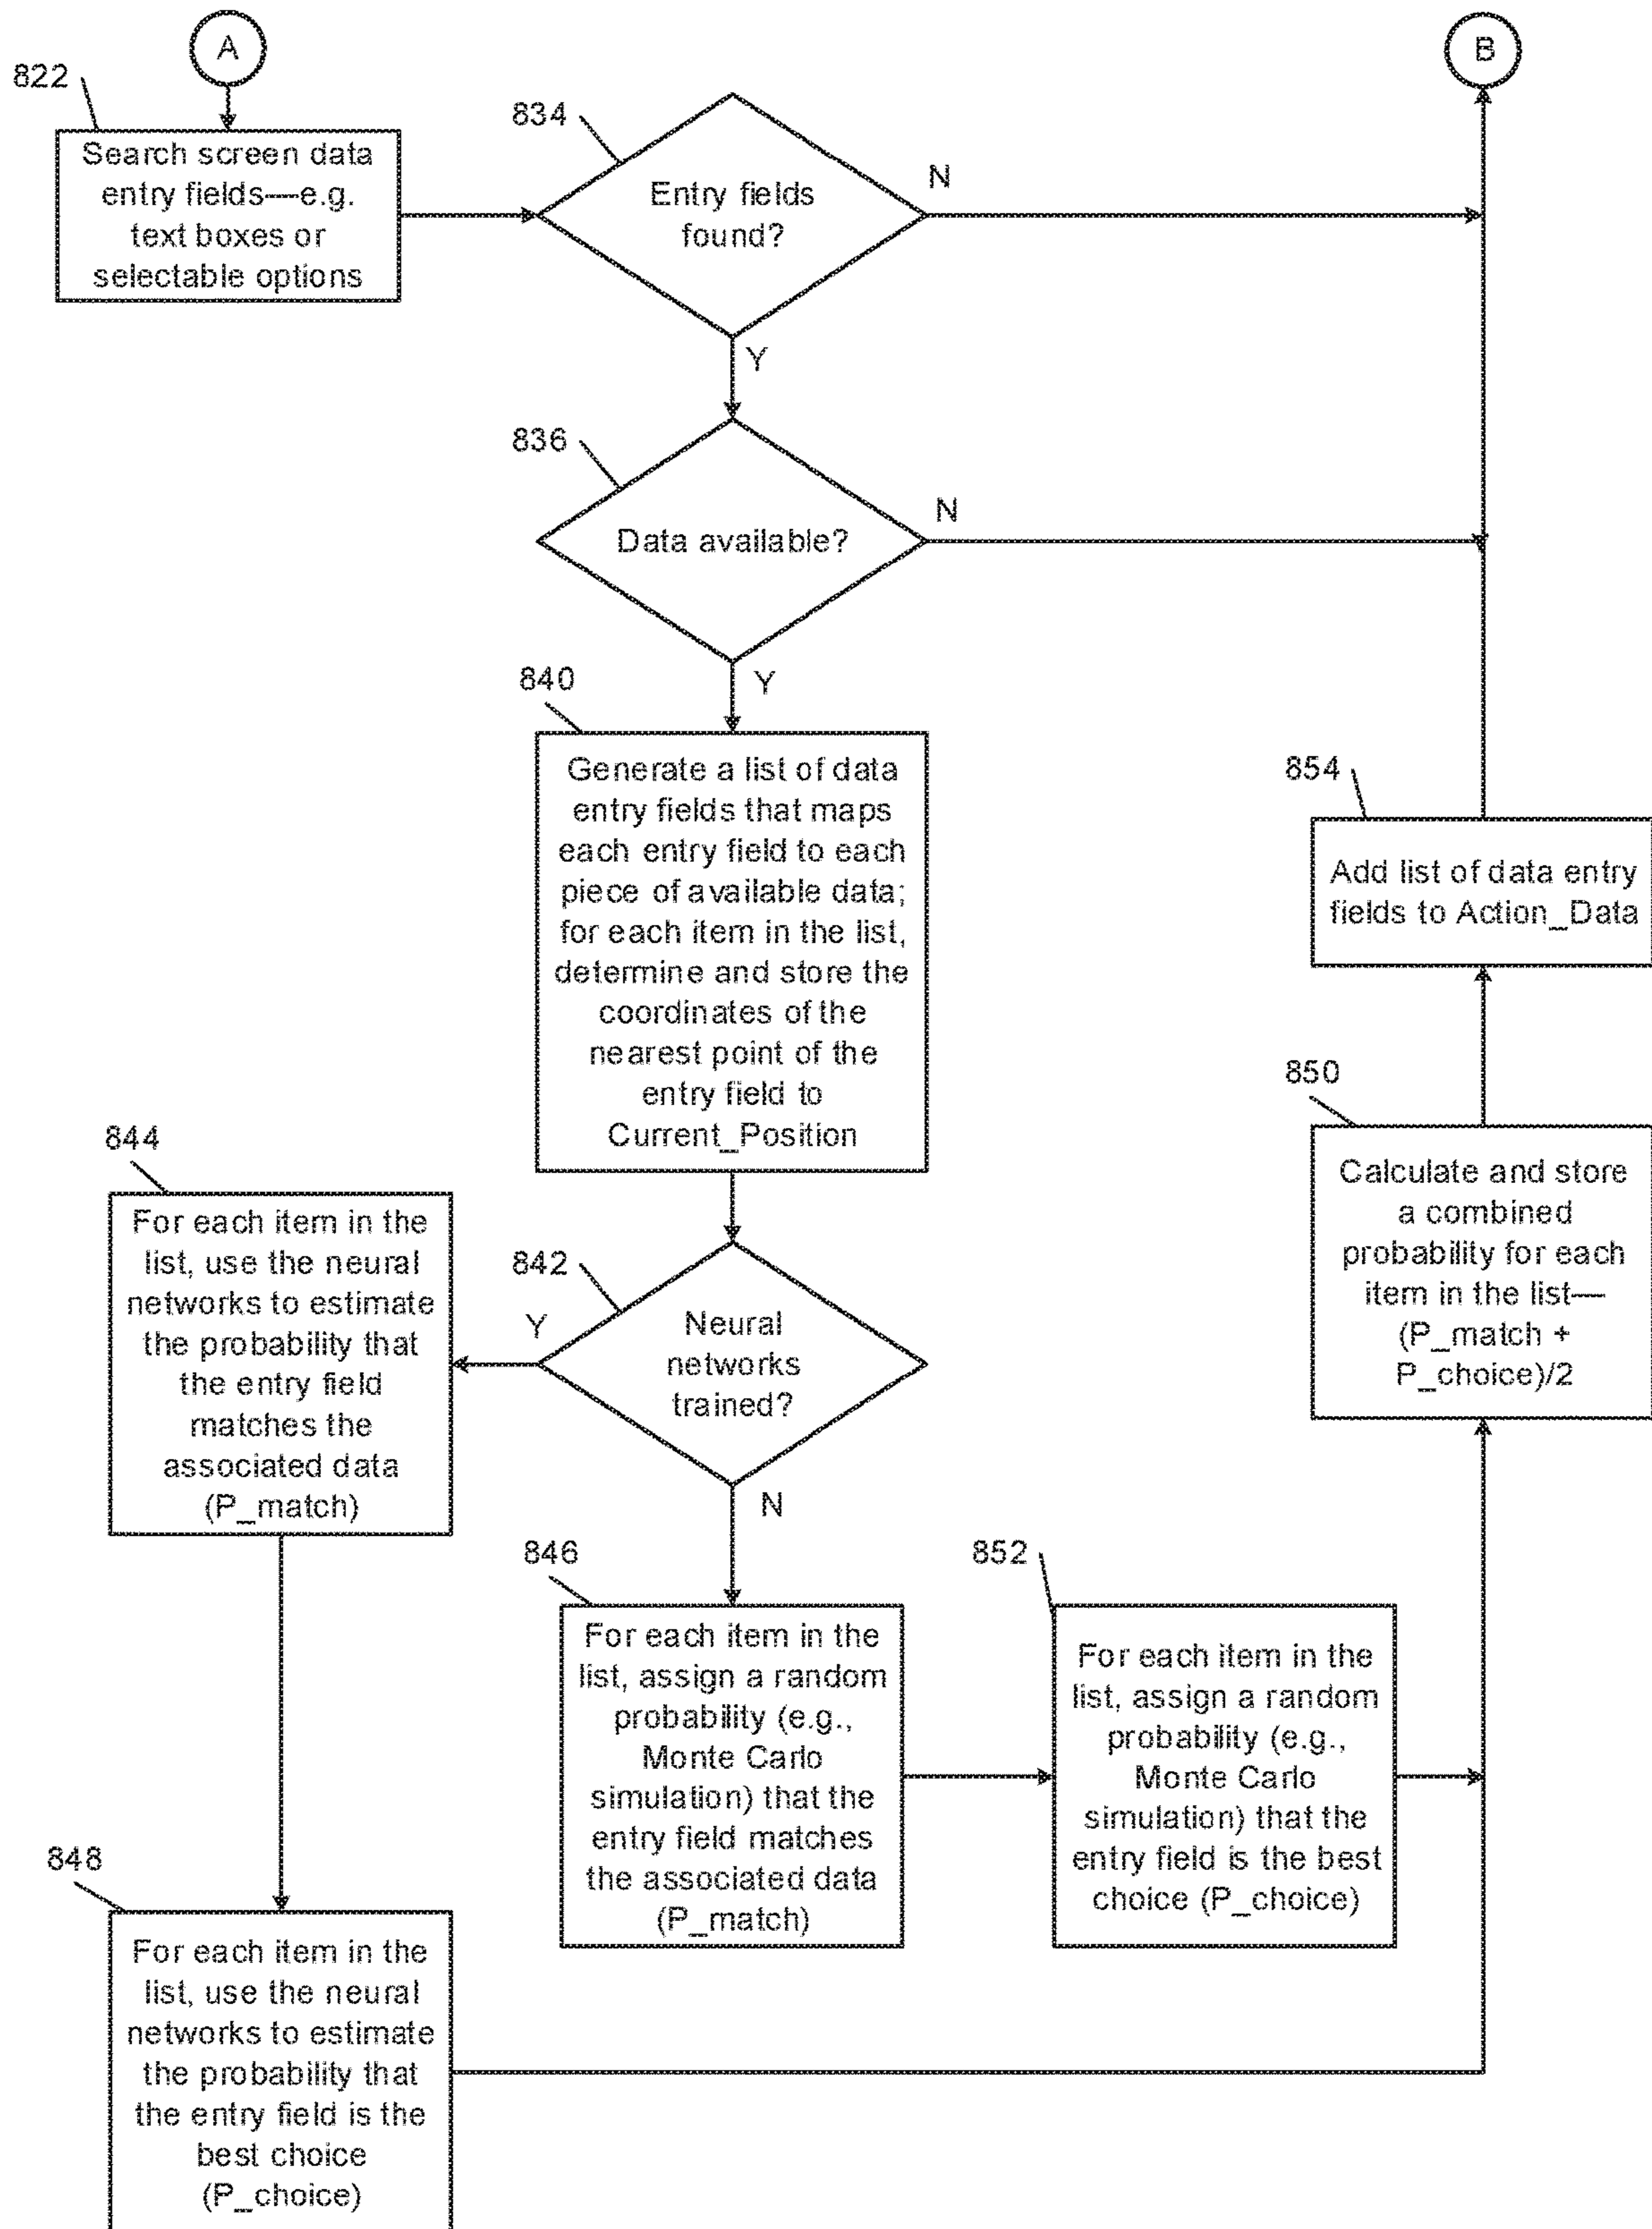 A
B
822
Search screen data
entry fields—e.g.
text boxes or
selectable options
834
Entry fields
found?
N
Y
836
Data available?
N
Y
840
Generate a list of data
entry fields that maps
each entry field to each
piece of available data;
for each item in the list,
determine and store the
coordinates of the
nearest point of the
entry field to
Current_Position
854
Add list of data entry
fields to Action_Data
850
Calculate and store
a combined
probability for each
item in the list—
(P_match +
P_choice)/2
844
For each item in the
list, use the neural
networks to estimate
the probability that
the entry field
matches the
associated data
(P_match)
842
Y
Neural
networks
trained?
N
846
For each item in the
list, assign a random
probability (e.g.,
Monte Carlo
simulation) that the
entry field matches
the associated data
(P_match)
852
For each item in the
list, assign a random
probability (e.g.,
Monte Carlo
simulation) that the
entry field is the best
choice (P_choice)
848
For each item in the
list, use the neural
networks to estimate
the probability that
the entry field is the
best choice
(P_choice)